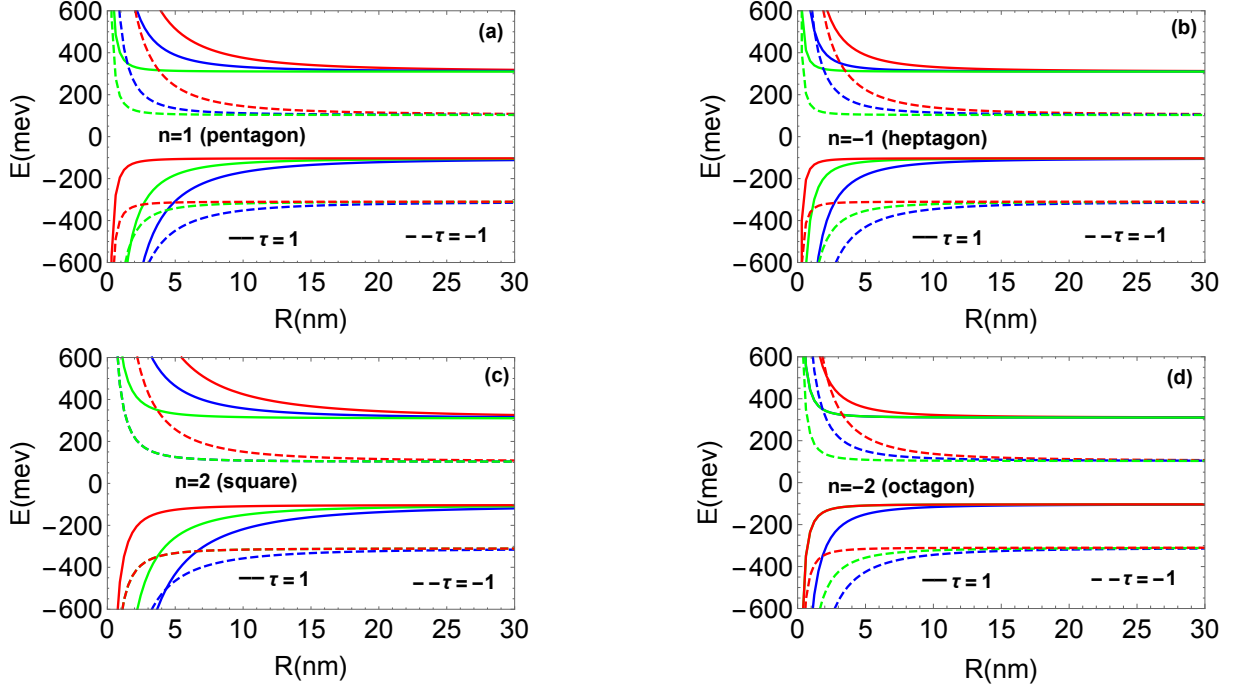 600
400
200
0
−200
−400
−600
E(mev)
(a)
n=1 (pentagon)
τ = 1
τ = −1
0 5 10 15 20 25 30
R(nm)
600
400
200
0
−200
−400
−600
E(mev)
(b)
n=−1 (heptagon)
τ = 1
τ = −1
0 5 10 15 20 25 30
R(nm)
600
400
200
0
−200
−400
−600
E(mev)
(c)
n=2 (square)
τ = 1
τ = −1
0 5 10 15 20 25 30
R(nm)
600
400
200
0
−200
−400
−600
E(mev)
(d)
n=−2 (octagon)
τ = 1
τ = −1
0 5 10 15 20 25 30
R(nm)